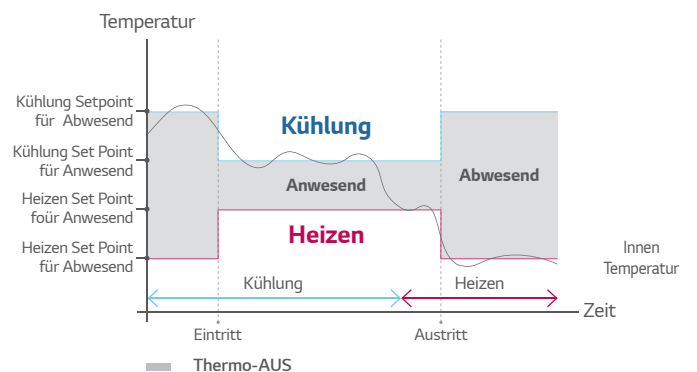 Temperatur
Kühlung Setpoint
für Abwesend
Kühlung Set Point
für Anwesend
Heizen Set Point
foür Anwesend
Heizen Set Point
für Abwesend
Kühlung
Anwesend
Abwesend
Heizen
Innen
Temperatur
Kühlung
Heizen
Zeit
Eintritt
Austritt
Thermo-AUS